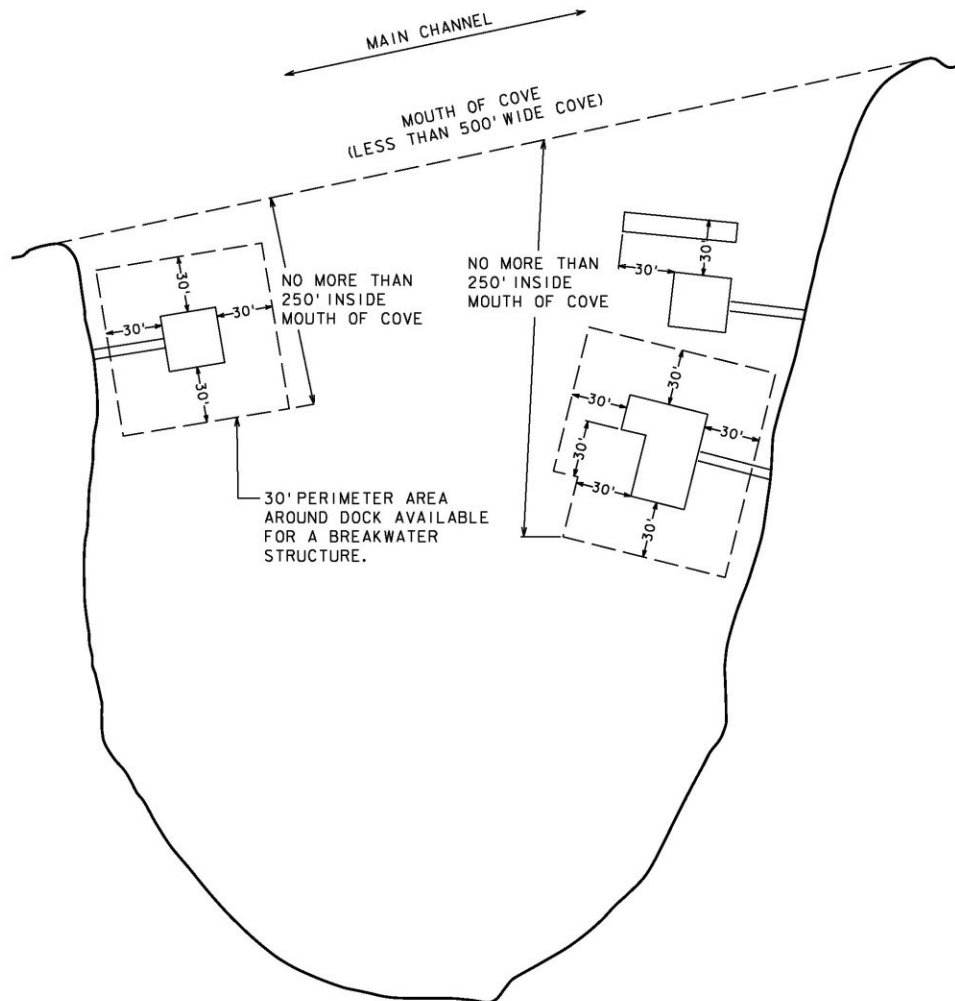 MAIN CHANNEL
MOUTH OF COVE
(LESS THAN 500' WIDE COVE)
NO MORE THAN
250' INSIDE
MOUTH OF COVE
NO MORE THAN
250' INSIDE
MOUTH OF COVE
30'
30'
30'
30'
30'
30'
30'
30'
30'
30'
30'
30'
30' PERIMETER AREA
AROUND DOCK AVAILABLE
FOR A BREAKWATER
STRUCTURE.